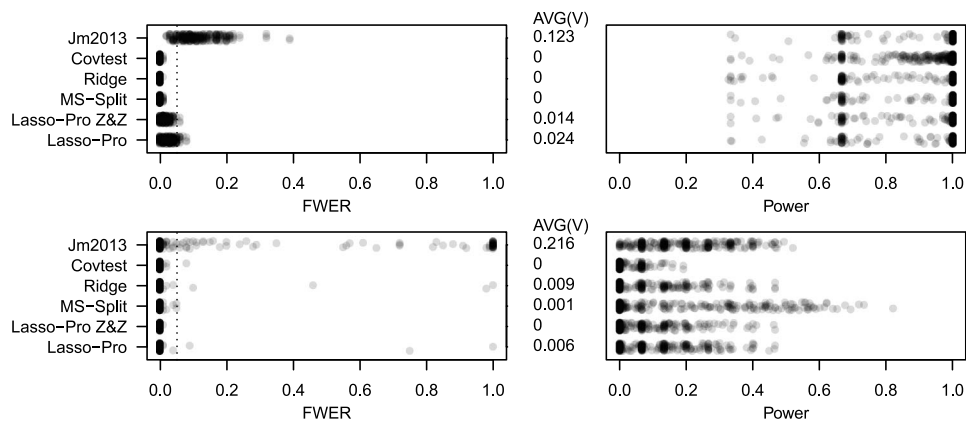 AVG(V)
Jm2013 0.123
Covtest 0
Ridge 0
MS−Split 0
Lasso−Pro Z&Z 0.014
Lasso−Pro 0.024
0.0 0.2 0.4 0.6 0.8 1.0 0.0 0.2 0.4 0.6 0.8 1.0
FWER Power
AVG(V)
Jm2013 0.216
Covtest 0
Ridge 0.009
MS−Split 0.001
Lasso−Pro Z&Z 0
Lasso−Pro 0.006
0.0 0.2 0.4 0.6 0.8 1.0 0.0 0.2 0.4 0.6 0.8 1.0
FWER Power